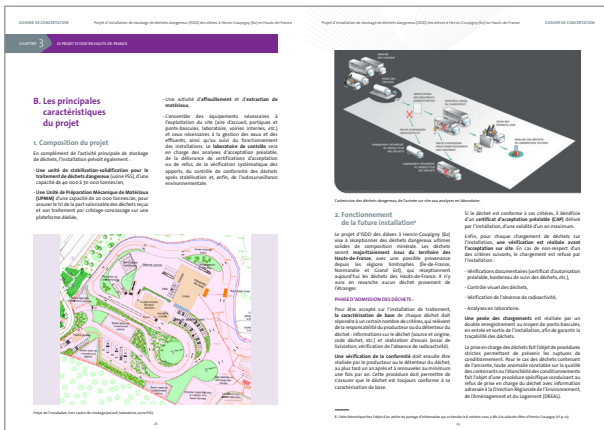 DOSSIER DE CONCERTATION
Projet d'installation de stockage de déchets dangereux (ISDD) des élèves à Hersin-Coupigny (62) en Hauts-de-France
CHAPITRE 3 LE PROJET D'ISDD EN HAUTS-DE-FRANCE
B. Les principales
caractéristiques
du projet
1. Composition du projet
En complément de l'activité principale de stockage
de déchets, l'installation prévoit également :
- Une unité de stabilisation-solidification pour le
traitement de déchets dangereux (usine PSS), d'une
capacité de 40 000 à 70 000 tonnes/an,
- Une Unité de Préparation Mécanique de Matériaux
(UPMM) d'une capacité de 20 000 tonnes/an, pour
assurer le tri de la part valorisable des déchets reçus
et son traitement par criblage-concassage sur une
plateforme dédiée,
- Une activité d'affouillement et d'extraction de
matériaux,
- L'ensemble des équipements nécessaires à
l'exploitation du site (aire d'accueil, portiques et
ponts-bascules, laboratoire, voiries internes, etc.)
et ceux nécessaires à la gestion des eaux et des
effluents, ainsi qu'au suivi du fonctionnement
des installations. Le laboratoire de contrôle sera
en charge des analyses d'acceptation préalable,
de la délivrance de certificats d'acceptation
ou de refus, de la vérification systématique des
apports, du contrôle de conformité des déchets
après stabilisation et, enfin, de l'autosurveillance
environnementale.
Projet de l'installation, hors casiers de stockage (accueil, laboratoires, usine PSS).
Projet d'installation de stockage de déchets dangereux (ISDD) des élèves à Hersin-Coupigny (62) en Hauts-de-France
DOSSIER DE CONCERTATION
L'admission des déchets dangereux, de l'entrée sur site aux analyses en laboratoire.
2. Fonctionnement
de la future installation⁸
Le projet d'ISDD des élèves à Hersin-Coupigny (62)
vise à réceptionner des déchets dangereux ultimes
solides de composition minérale. Les déchets
seront majoritairement issus du territoire des
Hauts-de-France, avec une possible provenance
depuis les régions limitrophes (Île-de-France,
Normandie et Grand Est), qui réceptionnent
aujourd'hui les déchets des Hauts-de-France. Il n'y
aura en revanche aucun déchet provenant de
l'étranger.
PHASE D'ADMISSION DES DÉCHETS :
Pour être accepté sur l'installation de traitement,
la caractérisation de base de chaque déchet doit
répondre à un certain nombre de critères, qui relèvent
de la responsabilité du producteur ou du détenteur du
déchet : informations sur le déchet (source et origine,
code déchet, etc.) et réalisation d'essais (essai de
lixiviation, vérification de l'absence de radioactivité).
Une vérification de la conformité doit ensuite être
réalisée par le producteur ou le détenteur du déchet,
au plus tard un an après et à renouveler au minimum
une fois par an. Cette procédure doit permettre de
s'assurer que le déchet est toujours conforme à sa
caractérisation de base.
Si le déchet est conforme à ces critères, il bénéficie
d'un certificat d'acceptation préalable (CAP) délivré
par l'installation, d'une validité d'un an maximum.
Enfin, pour chaque chargement de déchets sur
l'installation, une vérification est réalisée avant
l'acceptation sur site. En cas de non-respect d'un
des critères suivants, le chargement est refusé par
l'installation :
- Vérifications documentaires (certificat d'autorisation
préalable, bordereau de suivi des déchets, etc.),
- Contrôle visuel des déchets,
- Vérification de l'absence de radioactivité,
- Analyses en laboratoire.
Une pesée des chargements est réalisée par un
double enregistrement au moyen de ponts-bascules,
en entrée et sortie de l'installation, afin de garantir la
traçabilité des déchets.
La prise en charge des déchets fait l'objet de procédures
strictes permettant de prévenir les ruptures de
conditionnement. Pour le cas des déchets contenant
de l'amiante, toute anomalie constatée sur la qualité
des contenants ou l'étanchéité des conditionnements
fait l'objet d'une procédure spécifique conduisant au
refus de prise en charge du déchet avec information
adressée à la Direction Régionale de l'Environnement,
de l'Aménagement et du Logement (DREAL).